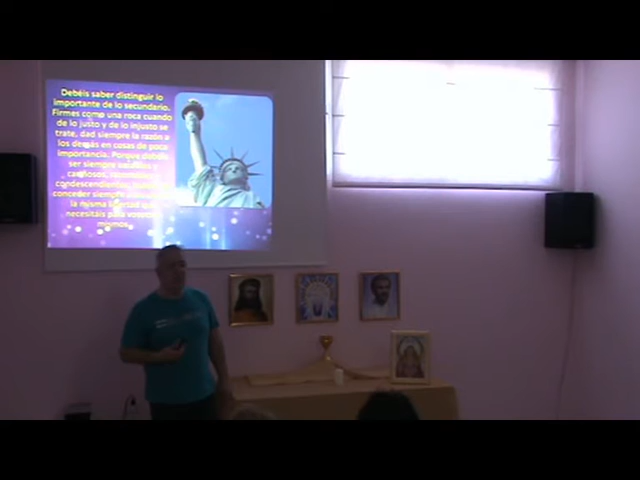 Debéis saber distinguir lo
importante de lo secundario.
Firmes como una roca cuando
de lo justo y de lo injusto se
trate, dad siempre la razón a
los demás en cosas de poca
importancia. Porque debéis
ser siempre
cariñosos
condescendientes,
conceder siempre
la misma libertad que
necesitáis para vosotros
mismos.